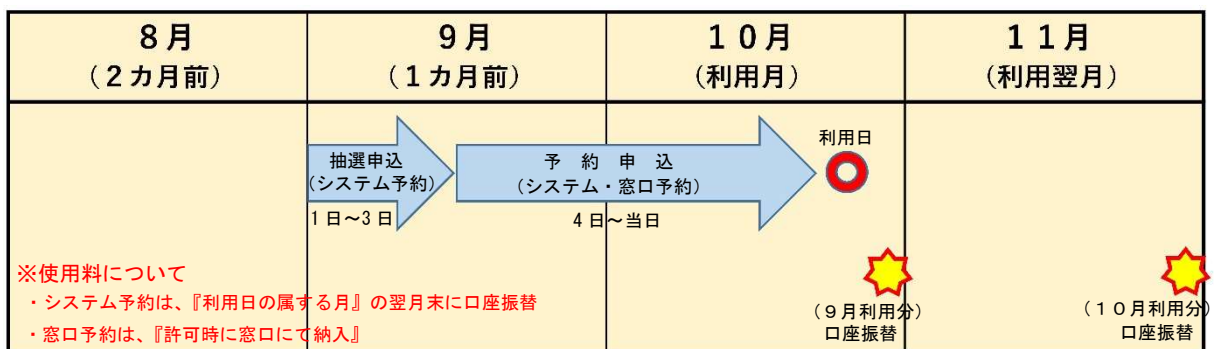 8月
（2カ月前）
9月
（1カ月前）
10月
（利用月）
11月
（利用翌月）
抽選申込
（システム予約）
1日～3日
予約申込
（システム・窓口予約）
4日～当日
利用日
※使用料について
・システム予約は、『利用日の属する月』の翌月末に口座振替
・窓口予約は、『許可時に窓口にて納入』
（9月利用分）
口座振替
（10月利用分）
口座振替